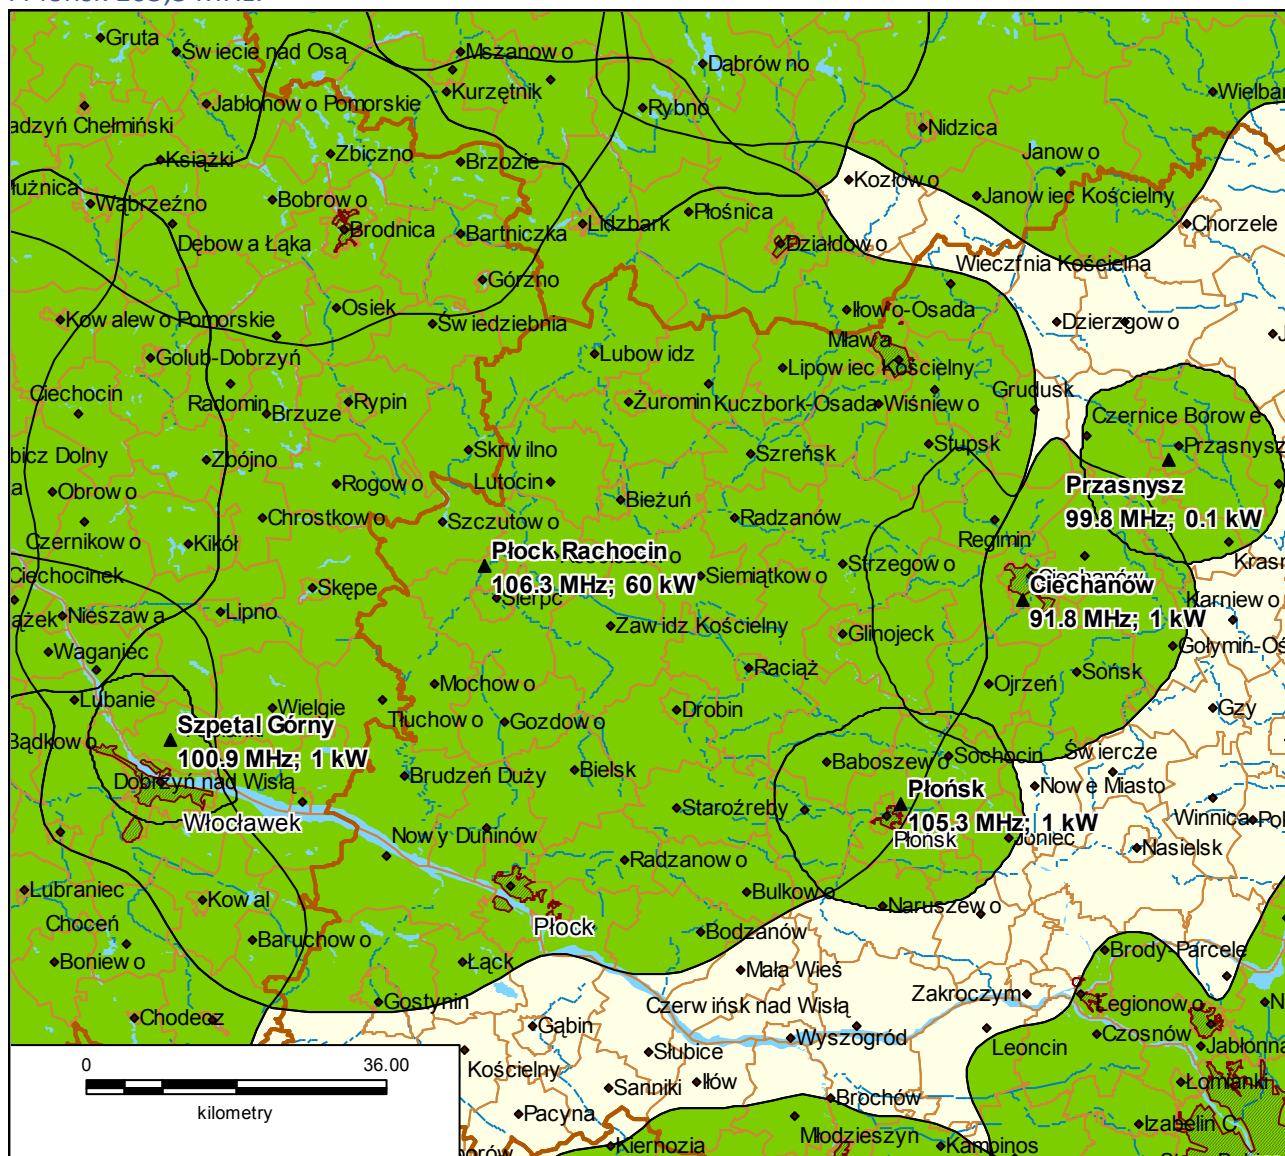 Gruta
Świecie nad Osą
Mszanowo
Dąbrówno
Kurzętnik
Wielbar
Jabłonowo Pomorskie
Rybno
adzyń Chełmiński
Nidzica
Książki
Zbiczno
Brzozie
Janowo
łużnica
Kozłowo
Wąbrzeźno
Bobrowo
Janowiec Kościelny
Płośnica
Lidzbark
Chorzele
Dębowa Łąka
Brodnica
Bartniczka
Działdowo
Wieczfnia Kościelna
Górzno
Osiek
Iłowo-Osada
Kowalewo Pomorskie
Świedziebnia
Dzierzgowo
Mława
Golub-Dobrzyń
Lubowidz
Lipowiec Kościelny
Ciechocin
Grudusk
Radomin
Brzuze
Rypin
Żuromin
Kuczbork-Osada
Wiśniewo
Czernice Borowe
Przasnysz
Stupsk
bicz Dolny
Zbójno
Skrwilno
Szreńsk
Obrowo
Rogowo
Lutocin
Przasnysz
99.8 MHz; 0.1 kW
Bieżuń
Chrostkowo
Szczutowo
Radzanów
Regimin
Czernikowo
Kikół
Płock Rachocin
106.3 MHz; 60 kW
Strzegowo
Krasn
Ciechocinek
Siemiątkowo
Ciechanów
91.8 MHz; 1 kW
Skępe
Sierpc
Karniewo
ążek
Nieszawa
Lipno
Zawidz Kościelny
Glinojeck
Gołymin-Oś
Waganiec
Raciąż
Sońsk
Mochowo
Ojrzeń
Lubanie
Wielgie
Tłuchowo
Gozdowo
Drobin
Gzy
Szpetal Górny
100.9 MHz; 1 kW
Bądkowo
Sochocin
Świercze
Baboszewo
Dobrzyń nad Wisłą
Brudzeń Duży
Bielsk
Płońsk
105.3 MHz; 1 kW
Nowe Miasto
Włocławek
Staroźreby
Winnica
Nowy Duninów
Płońsk
Joniec
Nasielsk
Radzanowo
Lubraniec
Kowal
Bulkowo
Naruszewo
Choceń
Płock
Baruchowo
Bodzanów
Brody-Parcele
Boniewo
Łąck
Mała Wieś
Zakroczym
Gostynin
Czerwińsk nad Wisłą
Legionowo
Chodecz
Gąbin
Wyszogród
Leoncin
Czosnów
Jabłonna
Słubice
0 36.00
kilometry
Kościelny
Sanniki
Iłów
Łomianki
Brochów
Pacyna
Izabelin C
Młodzieszyn
Kiernozia
Kampinos